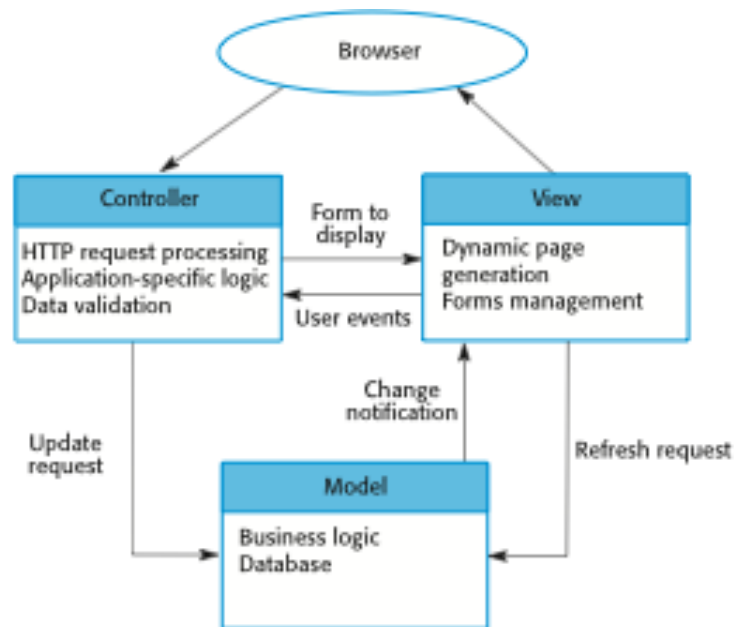 Browser
Controller
HTTP request processing
Application-specific logic
Data validation
Form to
display
User events
View
Dynamic page
generation
Forms management
Update
request
Change
notification
Refresh request
Model
Business logic
Database